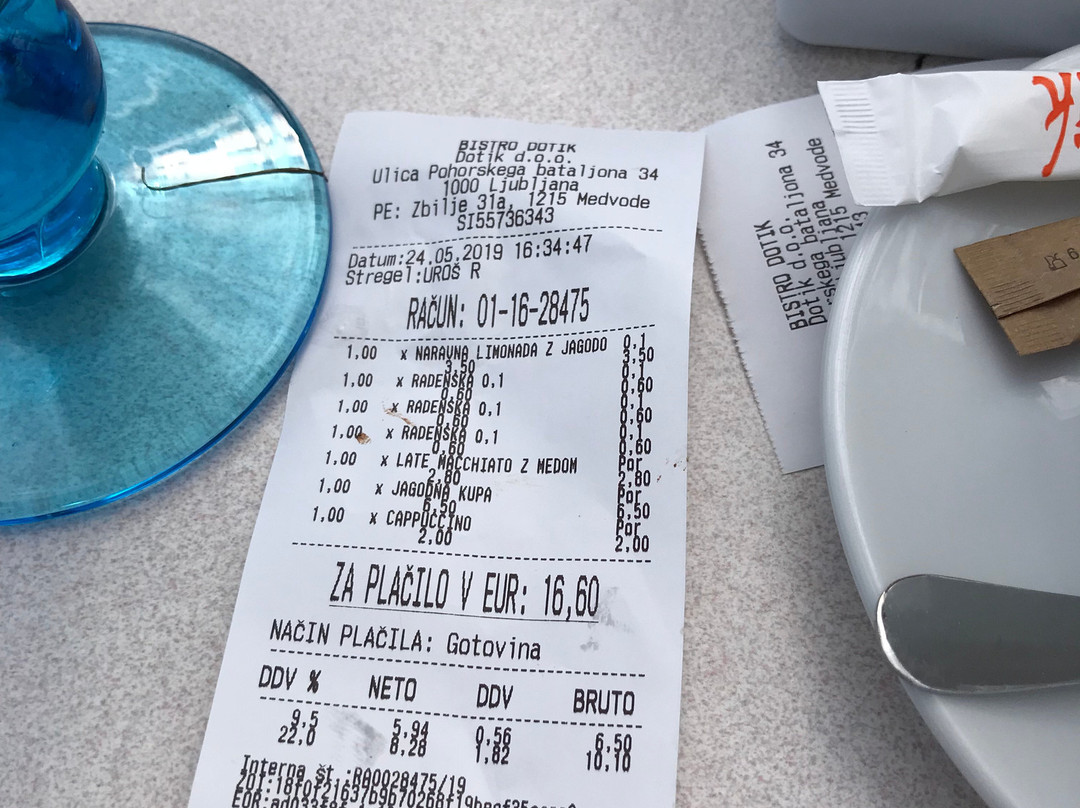 BISTRO DOTIK
Dotik d.o.o.
Ulica Pohorskega bataljona 34
1000 Ljubljana
PE: Zbilje 31a, 1215 Medvode
SI55736343
Datum:24.05.2019 16:34:47
Stregel:UROŠ R
RAČUN: 01-16-28475
1,00 x NARAVNA LIMONADA Z JAGODO 0,1
3,50 3,50
1,00 x RADENSKA 0,1 0,1
0,60 0,60
1,00 x RADENSKA 0,1 0,1
0,60 0,60
1,00 x RADENSKA 0,1 0,1
0,60 0,60
1,00 x LATE MACCHIATO Z MEDOM Por
2,80 2,80
1,00 x JAGODNA KUPA Por
6,50 6,50
1,00 x CAPPUCCINO Por
2,00 2,00
ZA PLAČILO V EUR: 16,60
NAČIN PLAČILA: Gotovina
DDV % NETO DDV BRUTO
9,5 5,94 0,56 6,50
22,0 8,28 1,82 10,10
Interna št.:RA0028475/19
BISTRO DOTIK
Dotik d.o.o.
bataljona 34
Ljubljana
1215 Medvode